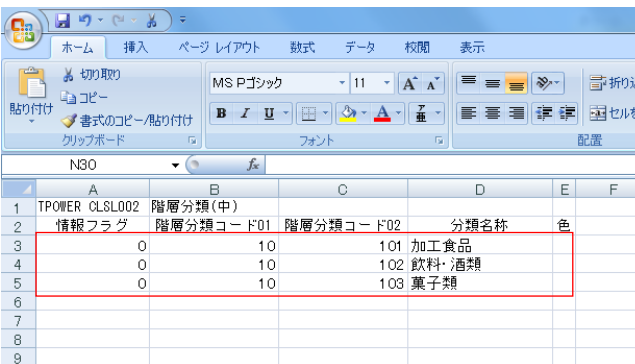 ホーム 挿入 ページ レイアウト 数式 データ 校閲 表示
切り取り
コピー
貼り付け
書式のコピー/貼り付け
クリップボード
MS Pゴシック 11 A A
B I U A
フォント
配置
N30 fx
A B C D E F
1 TPOWER CLSL002 階層分類(中)
2 情報フラグ 階層分類コード01 階層分類コード02 分類名称 色
3 0 10 101 加工食品
4 0 10 102 飲料・酒類
5 0 10 103 菓子類
6
7
8
9